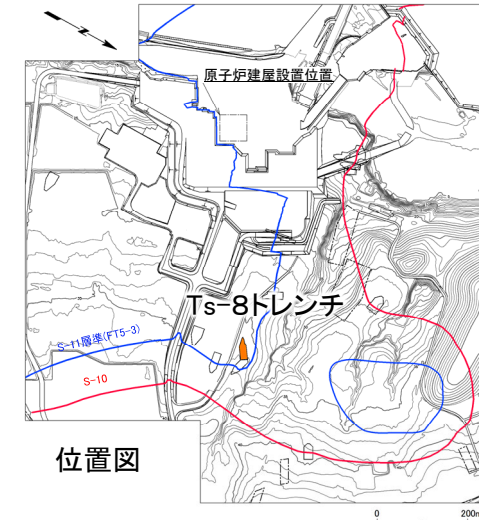 原子炉建屋設置位置
Ts-8トレンチ
S-11層準(FT5-3)
S-10
位置図
0 200m